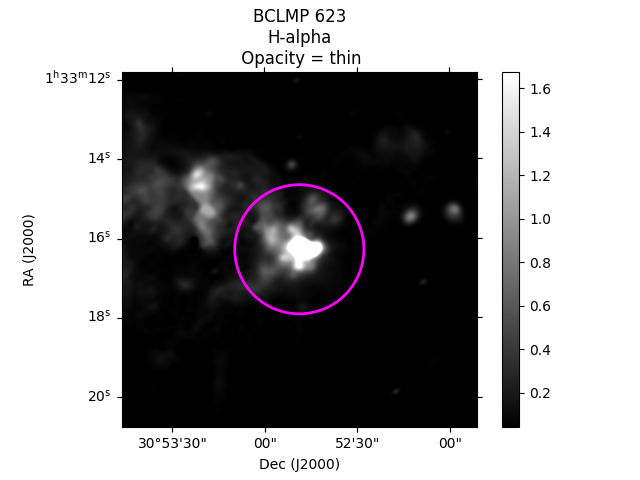 BCLMP 623
H-alpha
Opacity = thin
1h33m12s
14s
16s
18s
20s
RA (J2000)
30°53'30" 00" 52'30" 00"
Dec (J2000)
1.6
1.4
1.2
1.0
0.8
0.6
0.4
0.2